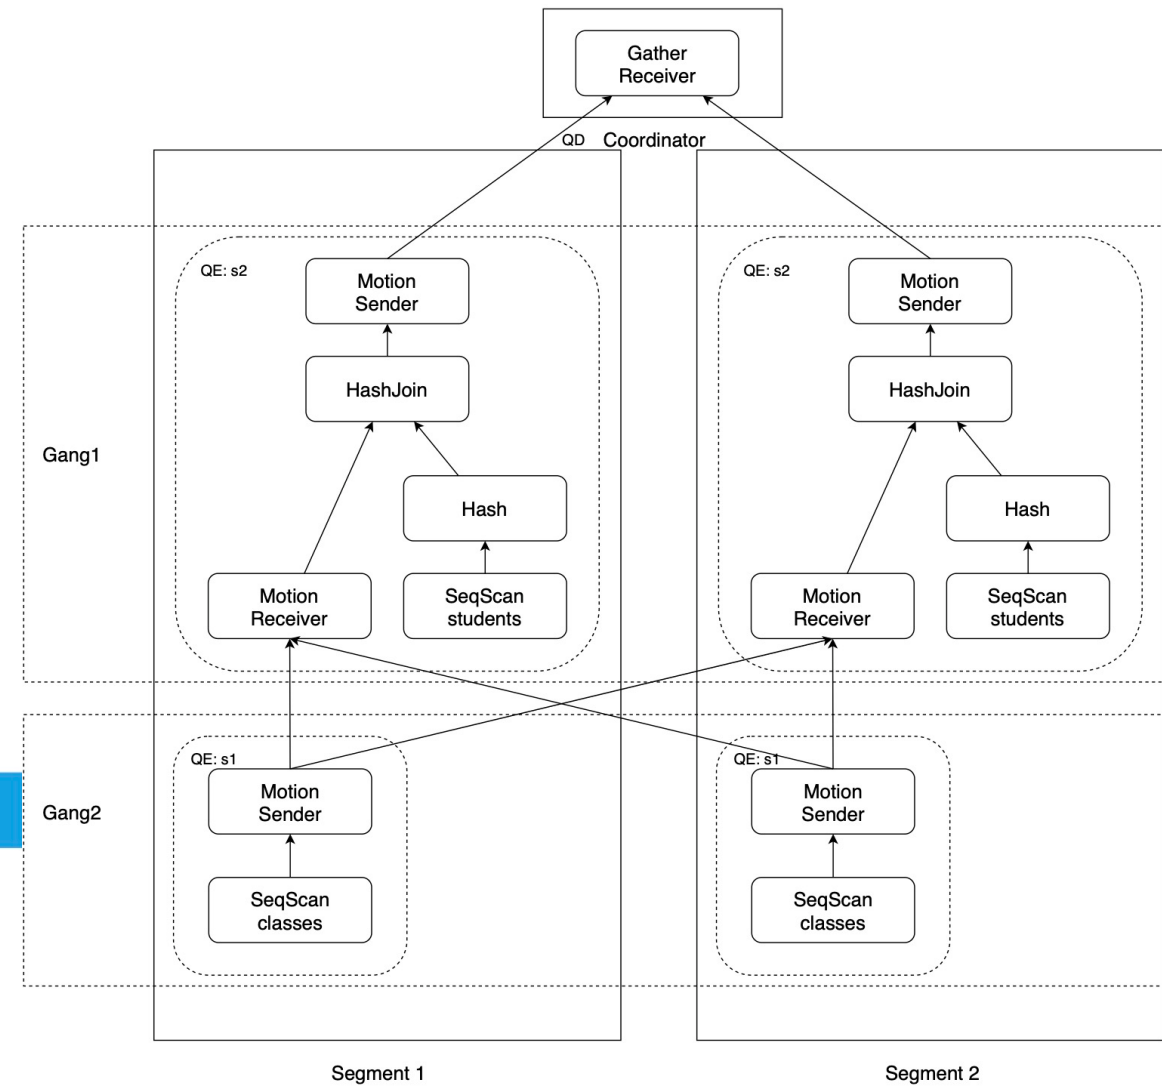 Gather
Receiver
QD
Coordinator
QE: s2
Motion
Sender
HashJoin
Hash
Motion
Receiver
SeqScan
students
QE: s2
Motion
Sender
HashJoin
Hash
Motion
Receiver
SeqScan
students
Gang1
QE: s1
Motion
Sender
SeqScan
classes
QE: s1
Motion
Sender
SeqScan
classes
Gang2
Segment 1
Segment 2